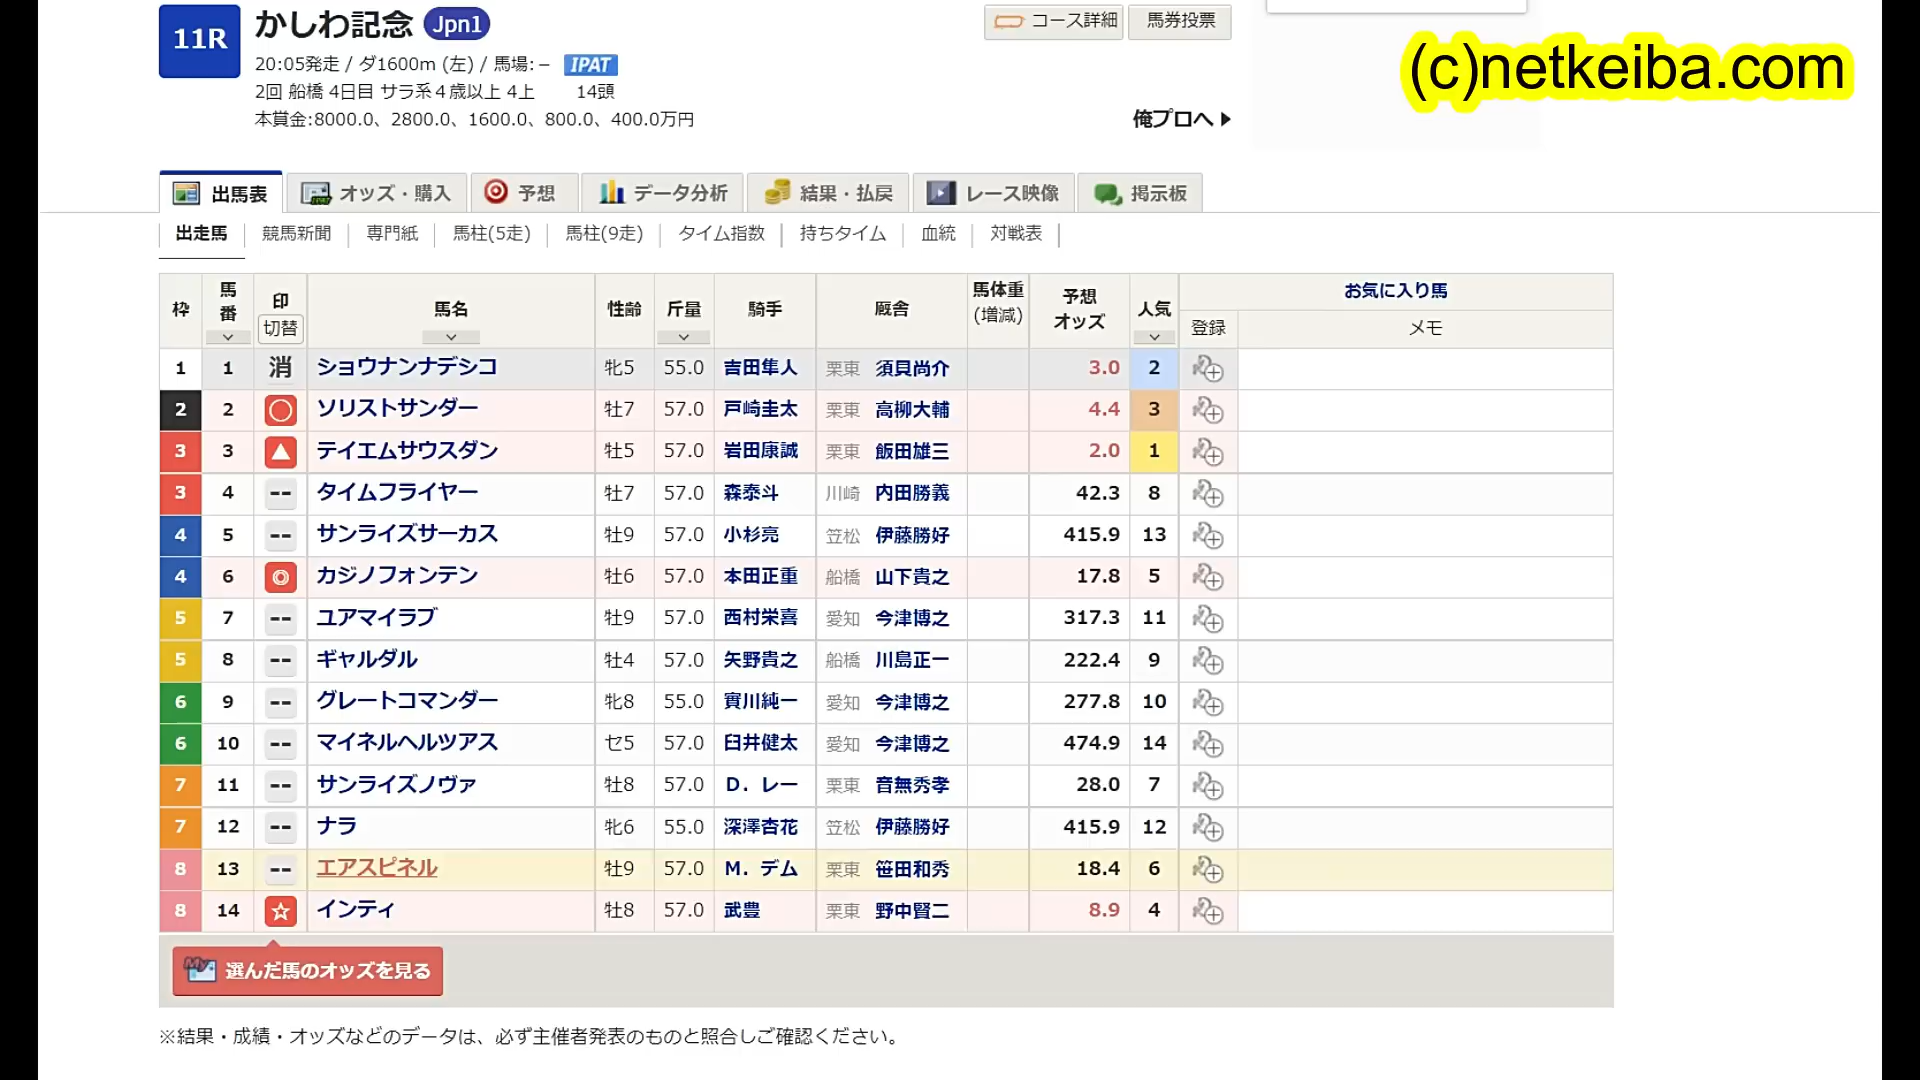 11R かしわ記念 Jpn1
20:05発走 / ダ1600m (左) / 馬場:− IPAT
2回 船橋 4日目 サラ系４歳以上 4上 14頭
本賞金:8000.0、2800.0、1600.0、800.0、400.0万円
コース詳細 馬券投票
俺プロへ
(c)netkeiba.com
出馬表 オッズ・購入 予想 データ分析 結果・払戻 レース映像 掲示板
出走馬 競馬新聞 専門紙 馬柱(5走) 馬柱(9走) タイム指数 持ちタイム 血統 対戦表
枠 馬番 印 切替 馬名 性齢 斤量 騎手 厩舎 馬体重(増減) 予想オッズ 人気 お気に入り馬 登録 メモ
1 1 消 ショウナンナデシコ 牝5 55.0 吉田隼人 栗東 須貝尚介 3.0 2
2 2 ◯ ソリストサンダー 牡7 57.0 戸崎圭太 栗東 高柳大輔 4.4 3
3 3 ▲ テイエムサウスダン 牡5 57.0 岩田康誠 栗東 飯田雄三 2.0 1
3 4 -- タイムフライヤー 牡7 57.0 森泰斗 川崎 内田勝義 42.3 8
4 5 -- サンライズサーカス 牡9 57.0 小杉亮 笠松 伊藤勝好 415.9 13
4 6 ◎ カジノフォンテン 牡6 57.0 本田正重 船橋 山下貴之 17.8 5
5 7 -- ユアマイラブ 牡9 57.0 西村栄喜 愛知 今津博之 317.3 11
5 8 -- ギャルダル 牡4 57.0 矢野貴之 船橋 川島正一 222.4 9
6 9 -- グレートコマンダー 牝8 55.0 寳川純一 愛知 今津博之 277.8 10
6 10 -- マイネルヘルツアス セ5 57.0 臼井健太 愛知 今津博之 474.9 14
7 11 -- サンライズノヴァ 牡8 57.0 D．レー 栗東 音無秀孝 28.0 7
7 12 -- ナラ 牝6 55.0 深澤杏花 笠松 伊藤勝好 415.9 12
8 13 -- エアスピネル 牡9 57.0 M．デム 栗東 笹田和秀 18.4 6
8 14 ☆ インティ 牡8 57.0 武豊 栗東 野中賢二 8.9 4
My 選んだ馬のオッズを見る
※結果・成績・オッズなどのデータは、必ず主催者発表のものと照合しご確認ください。